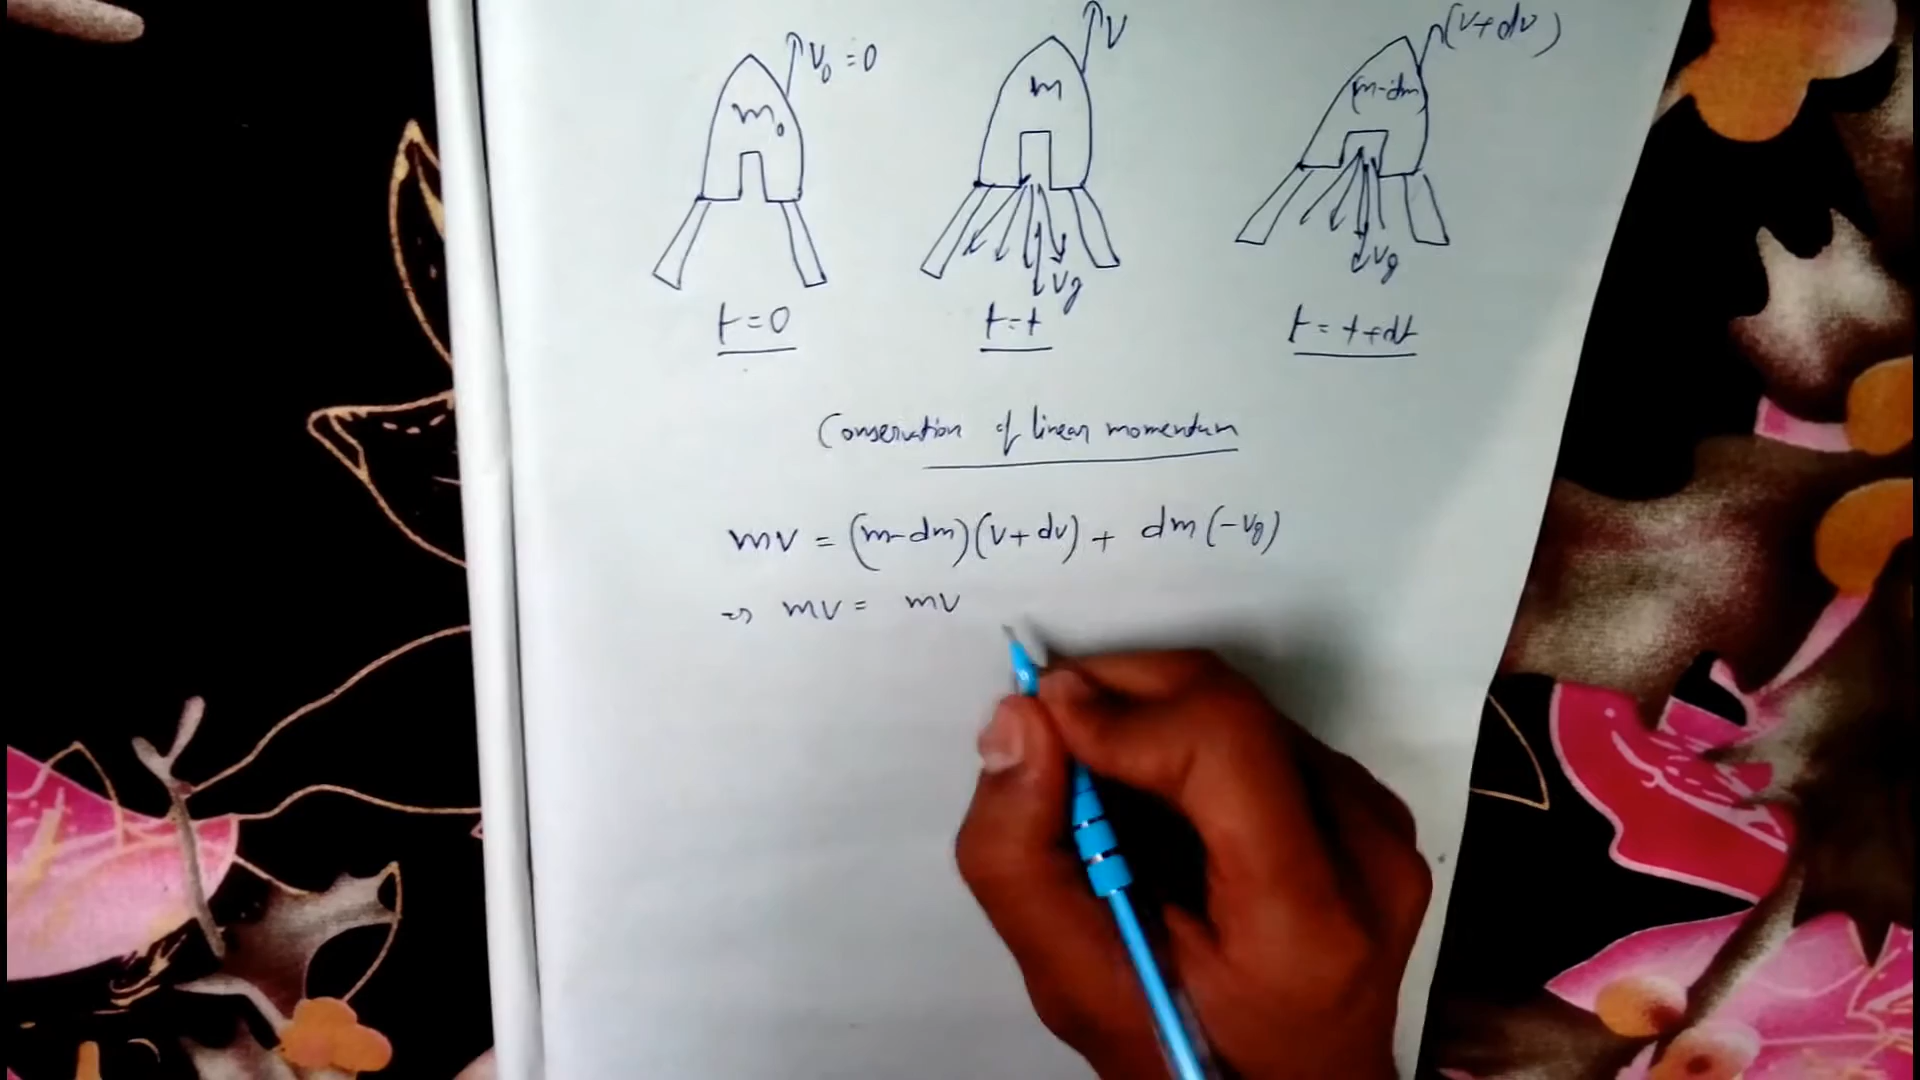 V₀ = 0
V
(v+dv)
m₀
m
(m-dm)
vg
vg
t=0
t=t
t = t+dt
Conservation of linear momentum
mv = (m-dm)(v+dv) + dm(-vg)
⇒ mv = mv